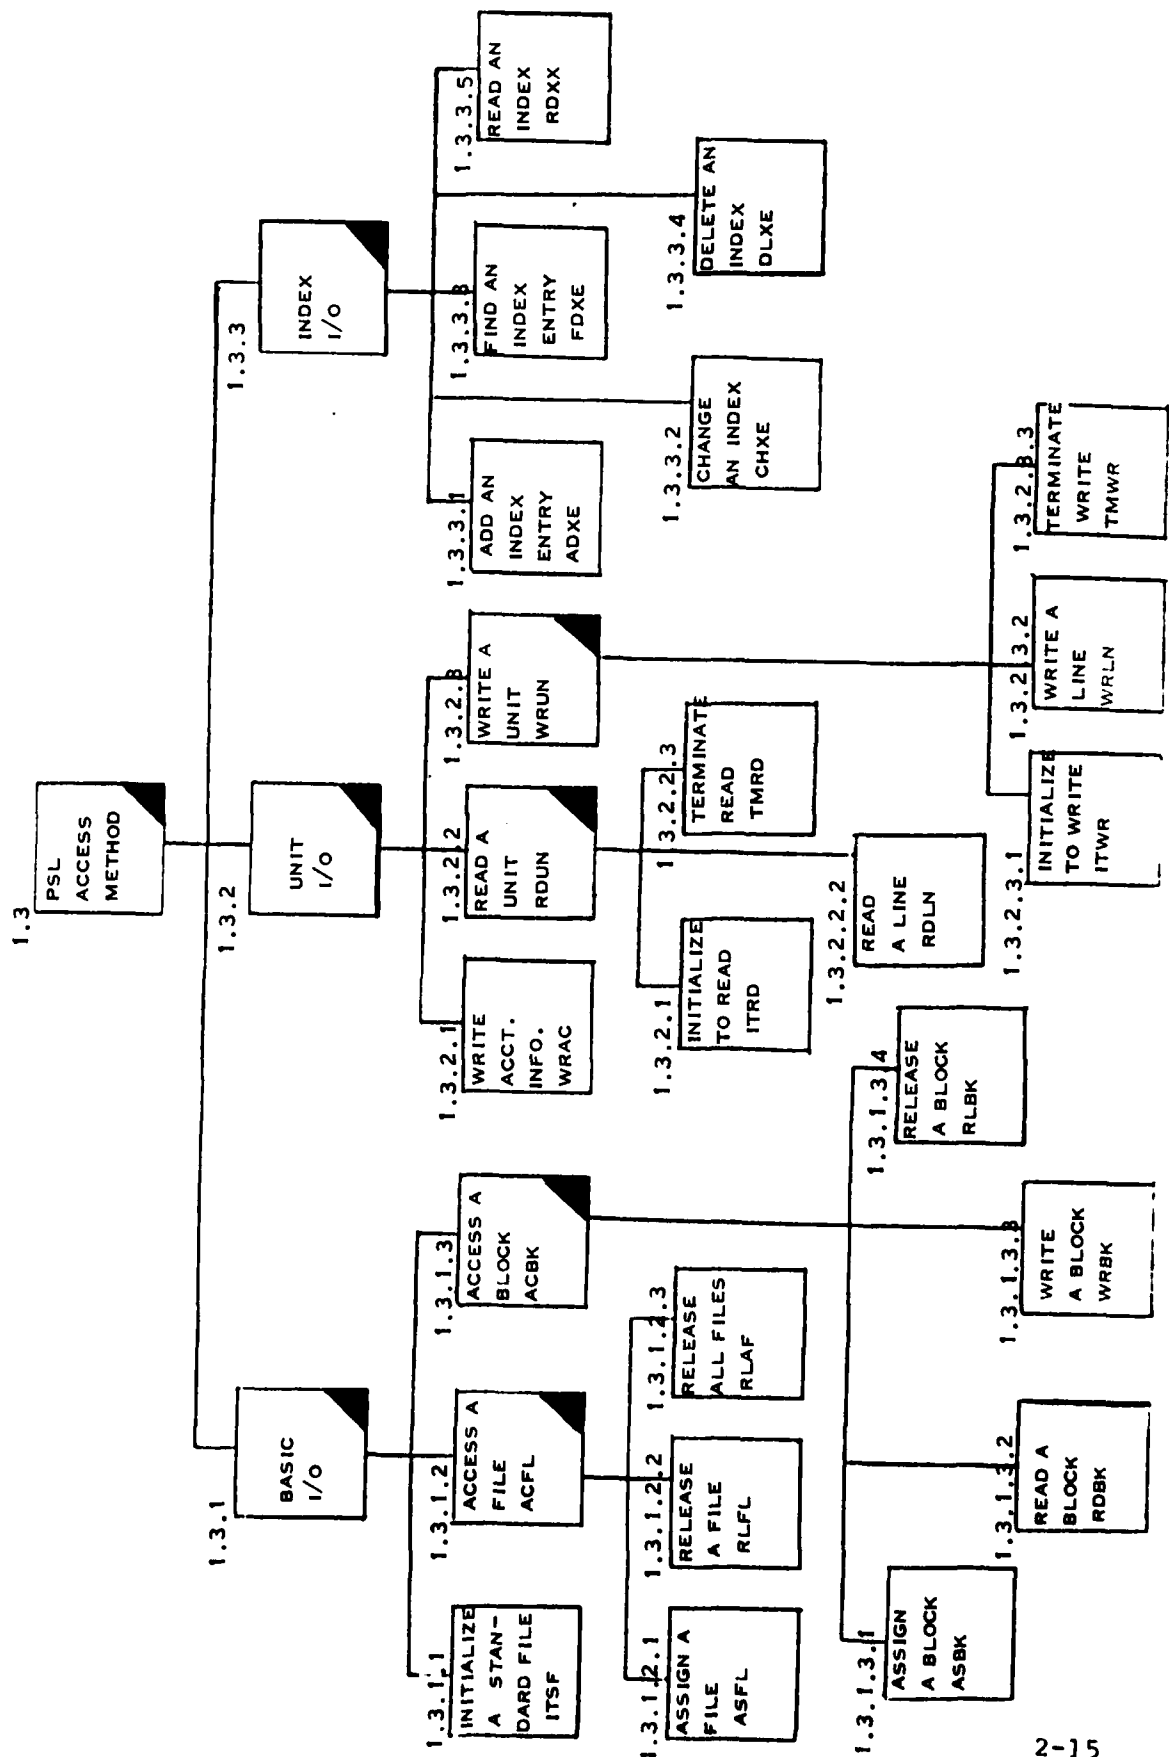 1.3
PSL
ACCESS
METHOD
1.3.1
BASIC
I/O
1.3.2
UNIT
I/O
1.3.3
INDEX
I/O
1.3.1.1
INITIALIZE
A STAN-
DARD FILE
ITSF
1.3.1.2
ACCESS A
FILE
ACFL
1.3.1.3
ACCESS A
BLOCK
ACBK
1.3.2.1
WRITE
ACCT.
INFO.
WRAC
1.3.2.2
READ A
UNIT
RDUN
1.3.2.3
WRITE A
UNIT
WRUN
1.3.3.1
ADD AN
INDEX
ENTRY
ADXE
1.3.3.3
FIND AN
INDEX
ENTRY
FDXE
1.3.3.5
READ AN
INDEX
RDXX
1.3.1.2.1
ASSIGN A
FILE
ASFL
1.3.1.2.2
RELEASE
A FILE
RLFL
1.3.1.2.3
RELEASE
ALL FILES
RLAF
1.3.2.1
INITIALIZE
TO READ
ITRD
1.3.2.2.3
TERMINATE
READ
TMRD
1.3.3.2
CHANGE
AN INDEX
CHXE
1.3.3.4
DELETE AN
INDEX
DLXE
1.3.1.3.1
ASSIGN
A BLOCK
ASBK
1.3.1.3.4
RELEASE
A BLOCK
RLBK
1.3.2.2.2
READ
A LINE
RDLN
1.3.1.3.2
READ A
BLOCK
RDBK
1.3.1.3.3
WRITE
A BLOCK
WRBK
1.3.2.3.1
INITIALIZE
TO WRITE
ITWR
1.3.2.3.2
WRITE A
LINE
WRLN
1.3.2.3.3
TERMINATE
WRITE
TMWR
2-15